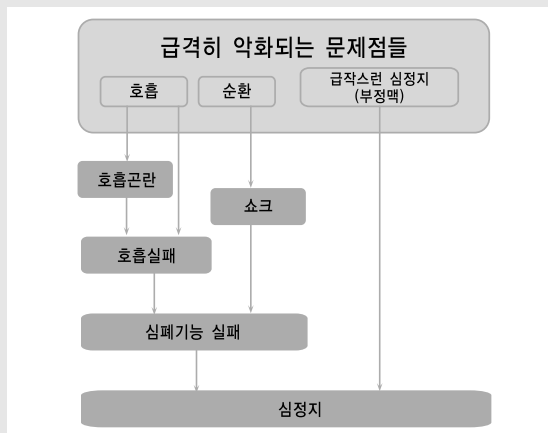 급격히 악화되는 문제점들
호흡
순환
급작스런 심정지
(부정맥)
호흡곤란
쇼크
호흡실패
심폐기능 실패
심정지